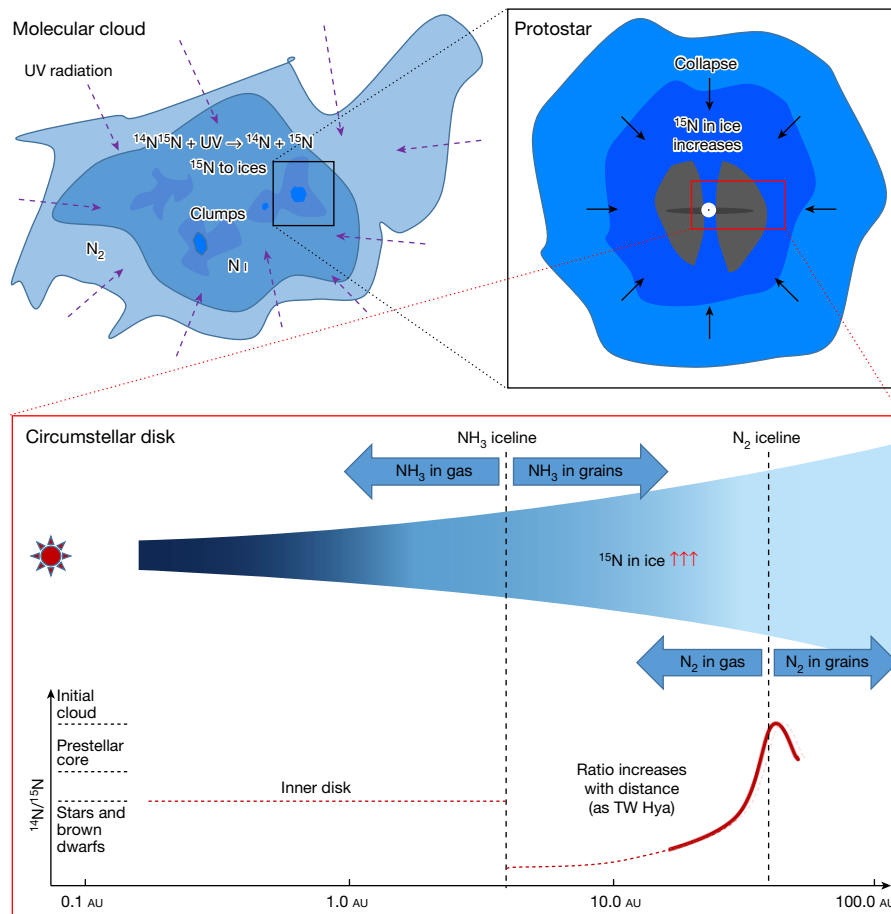 Molecular cloud
UV radiation
¹⁴N¹⁵N + UV → ¹⁴N + ¹⁵N
¹⁵N to ices
Clumps
N₂
N I
Protostar
Collapse
¹⁵N in ice
increases
Circumstellar disk
NH₃ iceline
N₂ iceline
NH₃ in gas
NH₃ in grains
¹⁵N in ice ↑↑↑
N₂ in gas
N₂ in grains
¹⁴N/¹⁵N
Initial
cloud
Prestellar
core
Stars and
brown
dwarfs
Inner disk
Ratio increases
with distance
(as TW Hya)
0.1 AU
1.0 AU
10.0 AU
100.0 AU